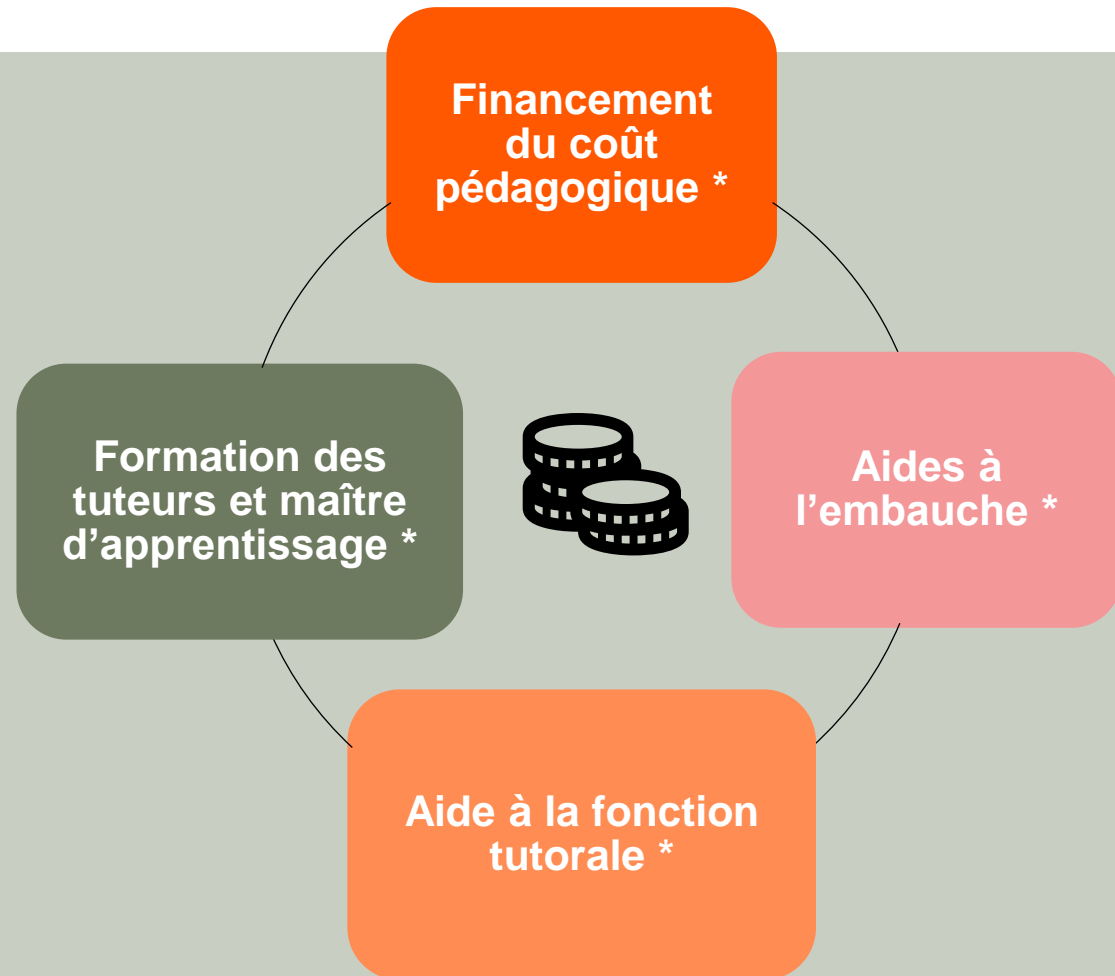 Financement
du coût
pédagogique *
Formation des
tuteurs et maître
d’apprentissage *
Aides à
l’embauche *
Aide à la fonction
tutorale *